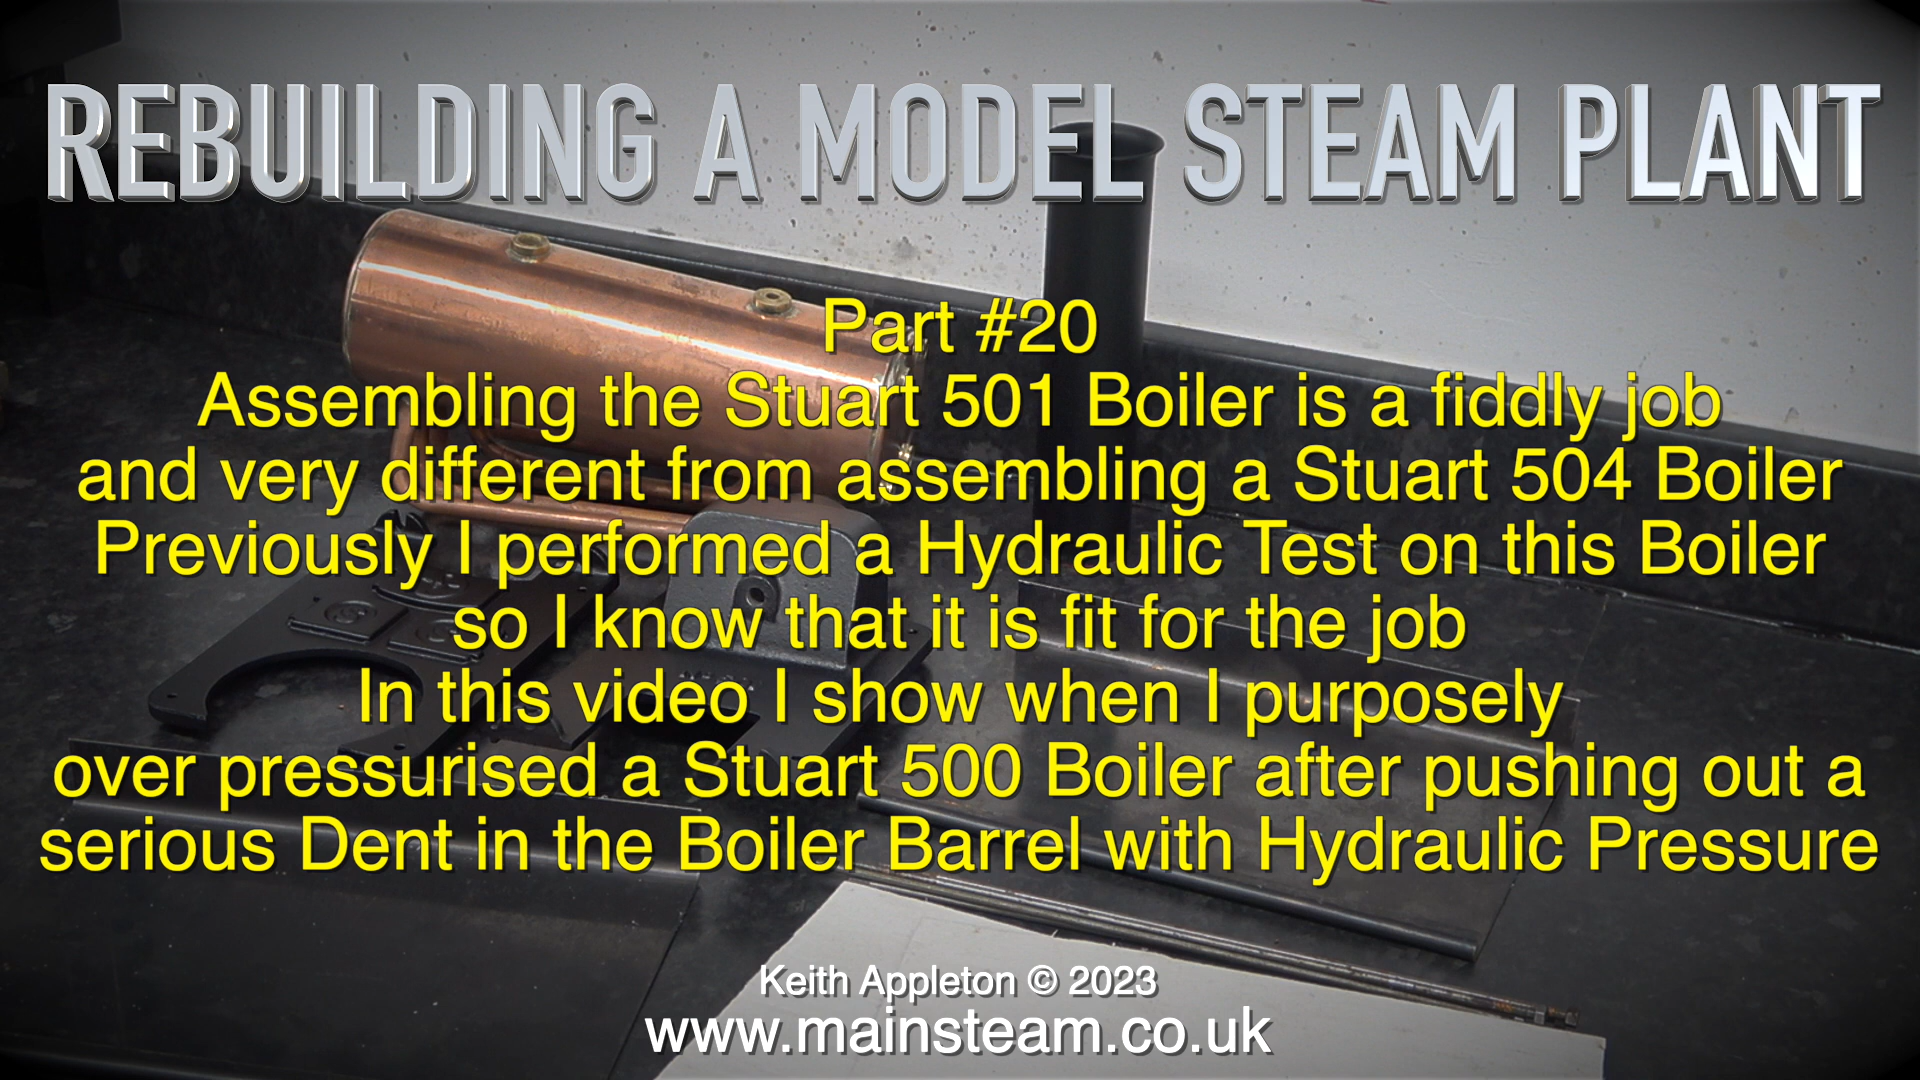 REBUILDING A MODEL STEAM PLANT
Part #20
Assembling the Stuart 501 Boiler is a fiddly job
and very different from assembling a Stuart 504 Boiler
Previously I performed a Hydraulic Test on this Boiler
so I know that it is fit for the job
In this video I show when I purposely
over pressurised a Stuart 500 Boiler after pushing out a
serious Dent in the Boiler Barrel with Hydraulic Pressure
Keith Appleton © 2023
www.mainsteam.co.uk